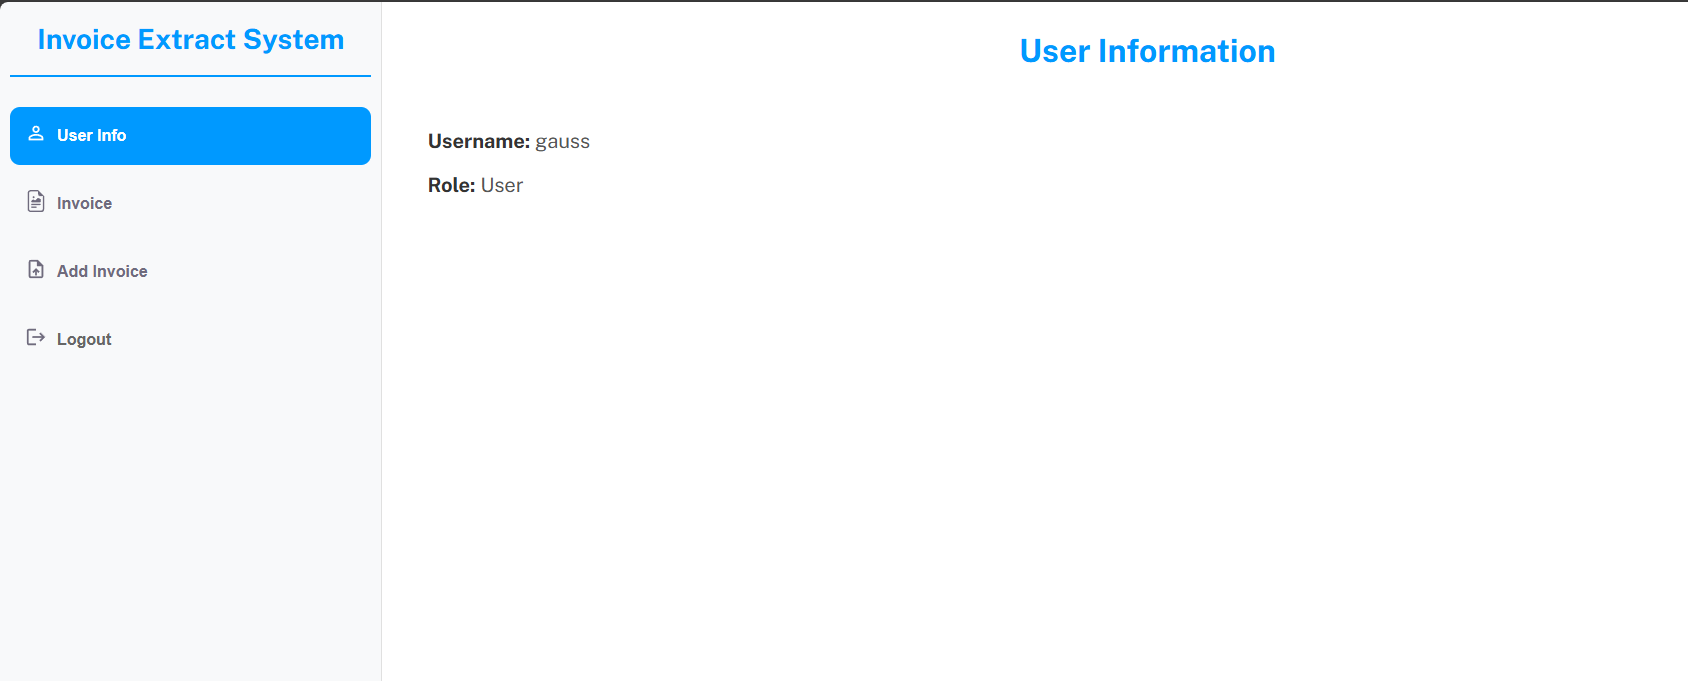 Invoice Extract System
User Info
Invoice
Add Invoice
Logout
User Information
Username: gauss
Role: User